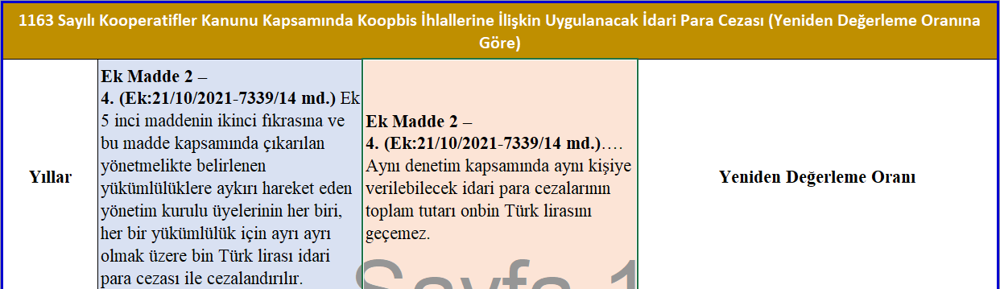 1163 Sayılı Kooperatifler Kanunu Kapsamında Koopbis İhlallerine İlişkin Uygulanacak İdari Para Cezası (Yeniden Değerleme Oranına
Göre)
Yıllar
Ek Madde 2 –
4. (Ek:21/10/2021-7339/14 md.) Ek
5 inci maddenin ikinci fıkrasına ve
bu madde kapsamında çıkarılan
yönetmelikte belirlenen
yükümlülüklere aykırı hareket eden
yönetim kurulu üyelerinin her biri,
her bir yükümlülük için ayrı ayrı
olmak üzere bin Türk lirası idari
para cezası ile cezalandırılır.
Ek Madde 2 –
4. (Ek:21/10/2021-7339/14 md.)….
Aynı denetim kapsamında aynı kişiye
verilebilecek idari para cezalarının
toplam tutarı onbin Türk lirasını
geçemez.
Yeniden Değerleme Oranı
Sayfa 1